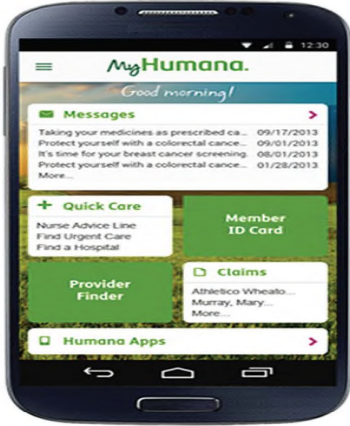 12:30
MyHumana.
Good morning!
Messages
Taking your medicines as prescribed ca... 09/17/2013
Protect yourself with a colorectal cance... 09/01/2013
It's time for your breast cancer screening. 08/01/2013
Protect yourself with a colorectal cance... 01/28/2013
More...
Quick Care
Nurse Advice Line
Find Urgent Care
Find a Hospital
Member
ID Card
Provider
Finder
Claims
Athletico Wheato...
Murray, Mary...
More...
Humana Apps